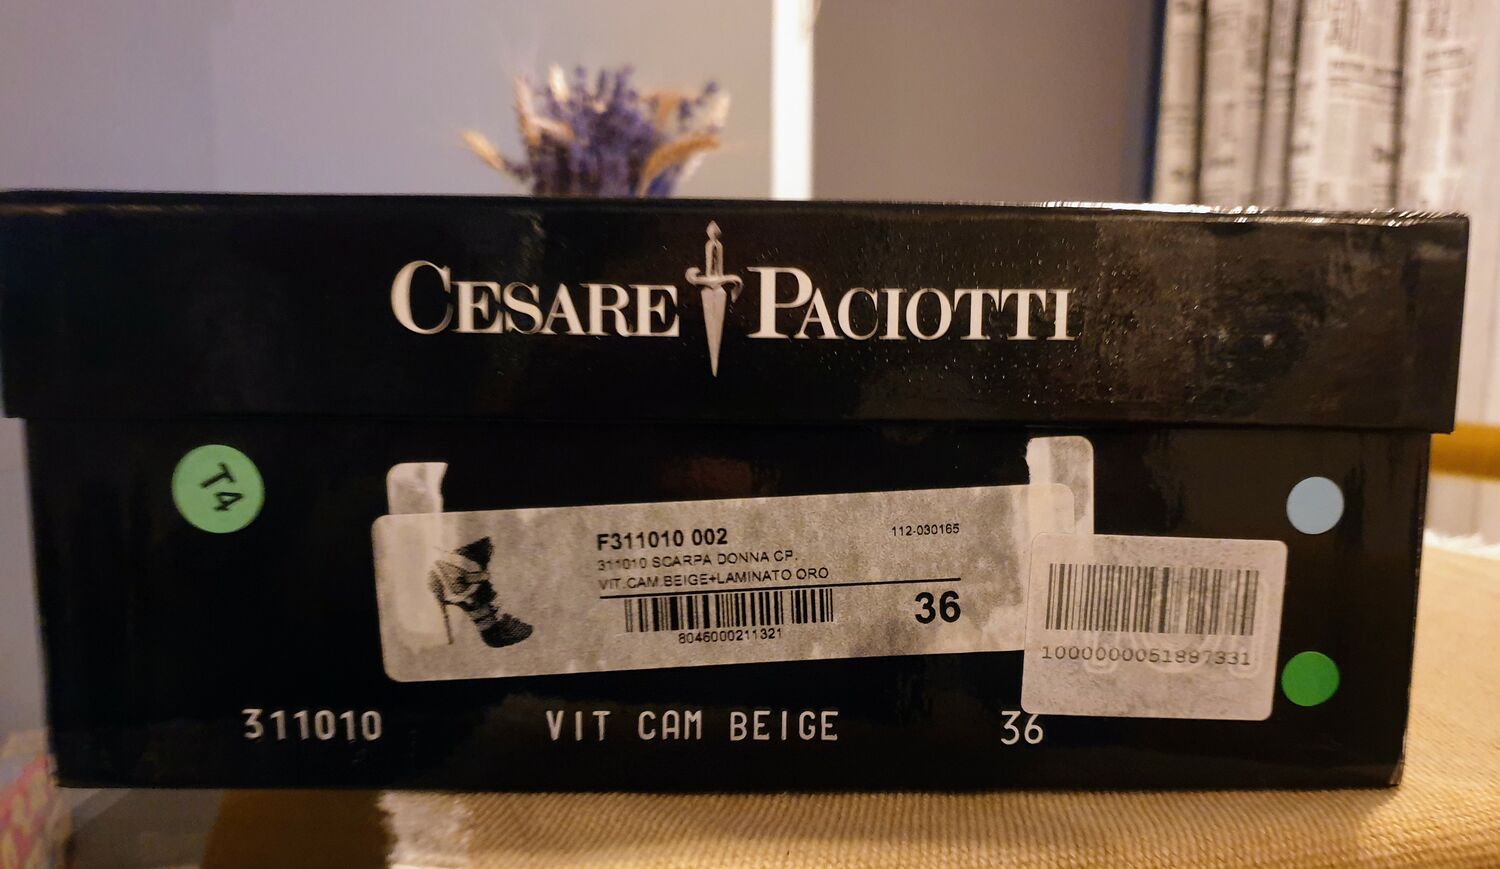 CESARE PACIOTTI
T4
F311010 002
112-030165
311010 SCARPA DONNA CP.
VIT.CAM.BEIGE+LAMINATO ORO
36
8046000211321
1000000051897331
311010 VIT CAM BEIGE 36